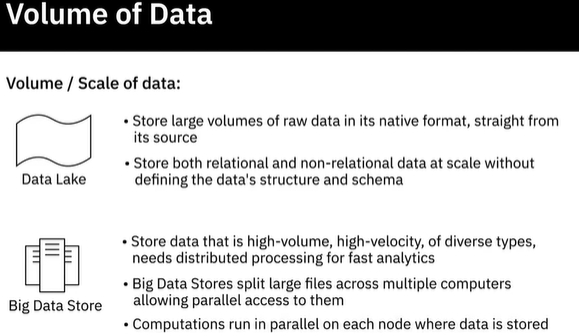 Volume of Data
Volume / Scale of data:
• Store large volumes of raw data in its native format, straight from
its source
• Store both relational and non-relational data at scale without
defining the data's structure and schema
Data Lake
• Store data that is high-volume, high-velocity, of diverse types,
needs distributed processing for fast analytics
• Big Data Stores split large files across multiple computers
allowing parallel access to them
• Computations run in parallel on each node where data is stored
Big Data Store